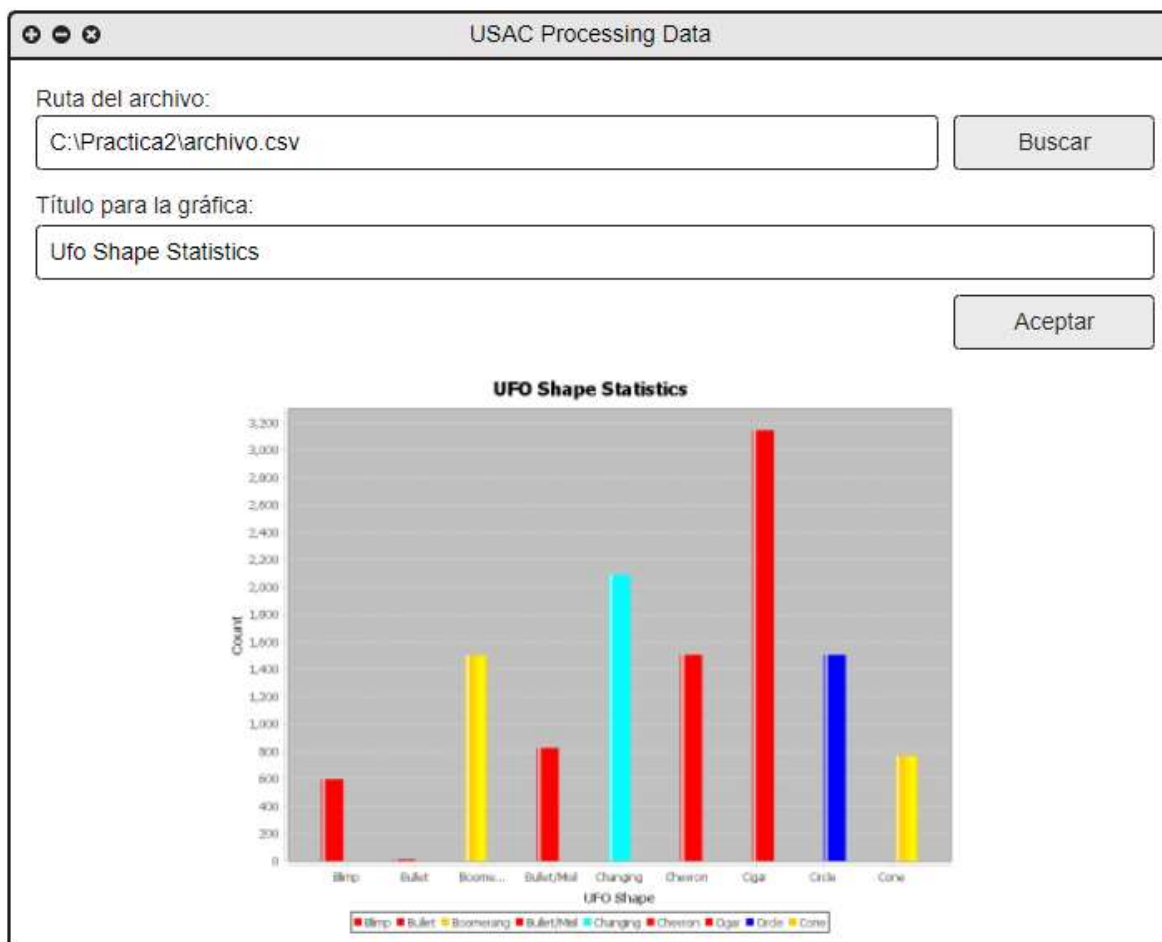 USAC Processing Data
Ruta del archivo:
C:\Practica2\archivo.csv
Buscar
Título para la gráfica:
Ufo Shape Statistics
Aceptar
UFO Shape Statistics
3,200
3,000
2,800
2,600
2,400
2,200
2,000
1,800
1,600
1,400
1,200
1,000
800
600
400
200
0
Count
Blimp Bullet Boome... Bullet/Misil Changing Chevron Cigar Circle Cone
UFO Shape
Blimp Bullet Boomerang Bullet/Misil Changing Chevron Cigar Circle Cone